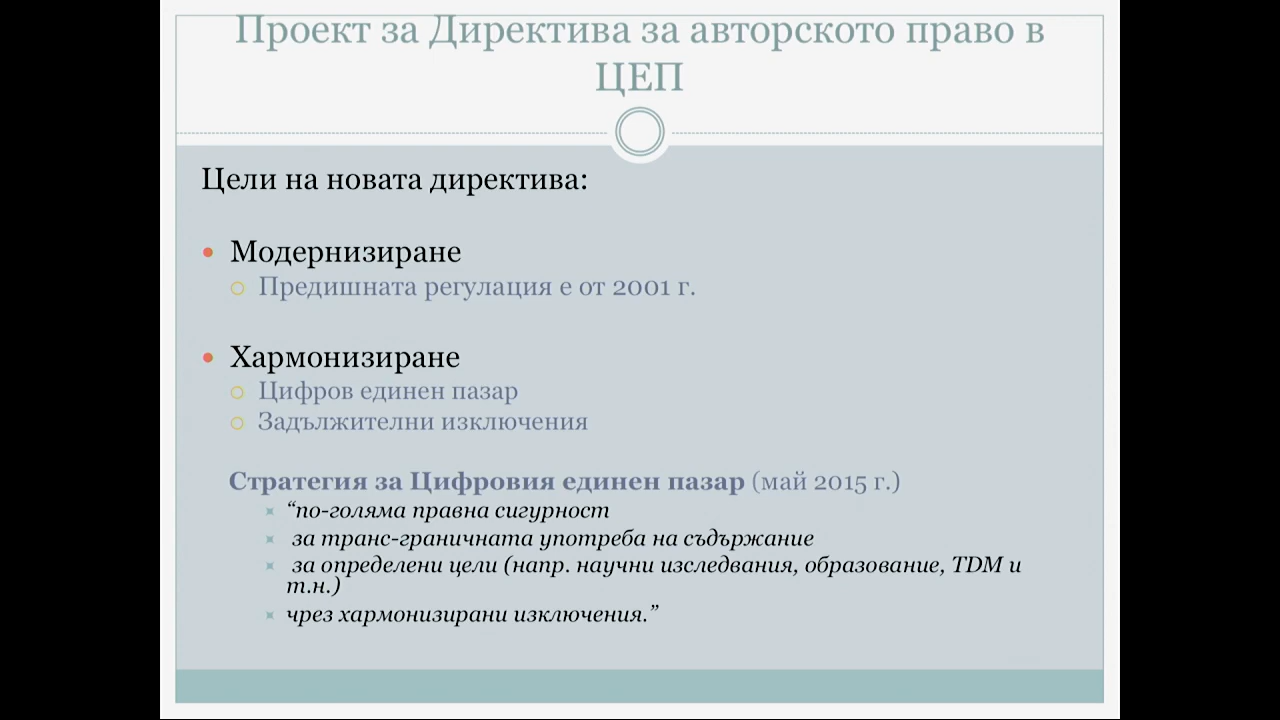 Проект за Директива за авторското право в
ЦЕП
Цели на новата директива:
Модернизиране
Предишната регулация е от 2001 г.
Хармонизиране
Цифров единен пазар
Задължителни изключения
Стратегия за Цифровия единен пазар (май 2015 г.)
“по-голяма правна сигурност
за транс-граничната употреба на съдържание
за определени цели (напр. научни изследвания, образование, TDM и
т.н.)
чрез хармонизирани изключения.”